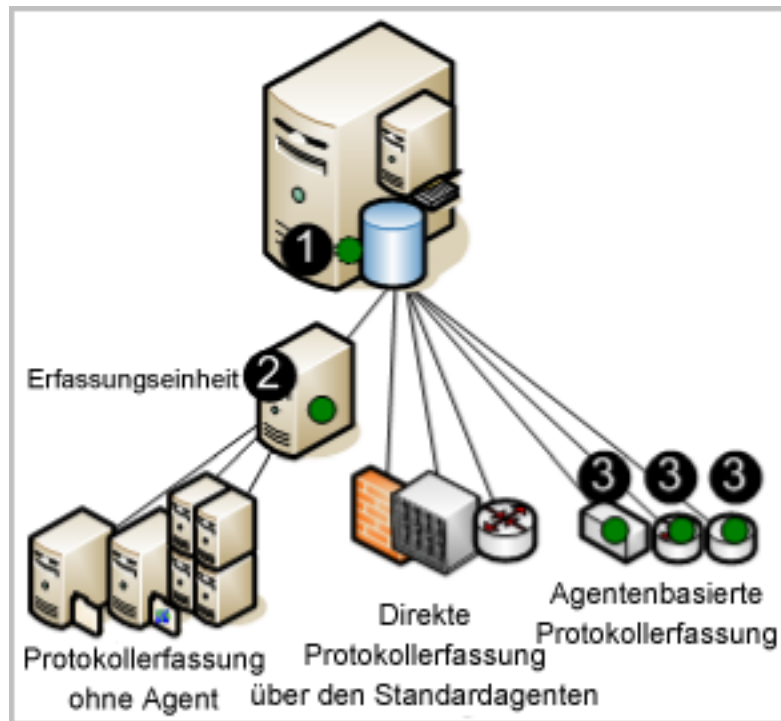 1
Erfassungseinheit 2
3 3 3
Protokollerfassung
ohne Agent
Direkte
Protokollerfassung
über den Standardagenten
Agentenbasierte
Protokollerfassung